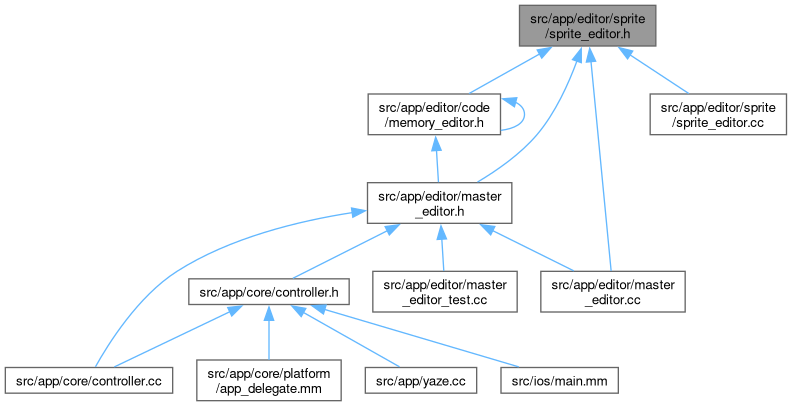 src/app/editor/sprite
/sprite_editor.h
src/app/editor/code
/memory_editor.h
src/app/editor/sprite
/sprite_editor.cc
src/app/editor/master
_editor.h
src/app/core/controller.h
src/app/editor/master
_editor_test.cc
src/app/editor/master
_editor.cc
src/app/core/controller.cc
src/app/core/platform
/app_delegate.mm
src/app/yaze.cc
src/ios/main.mm